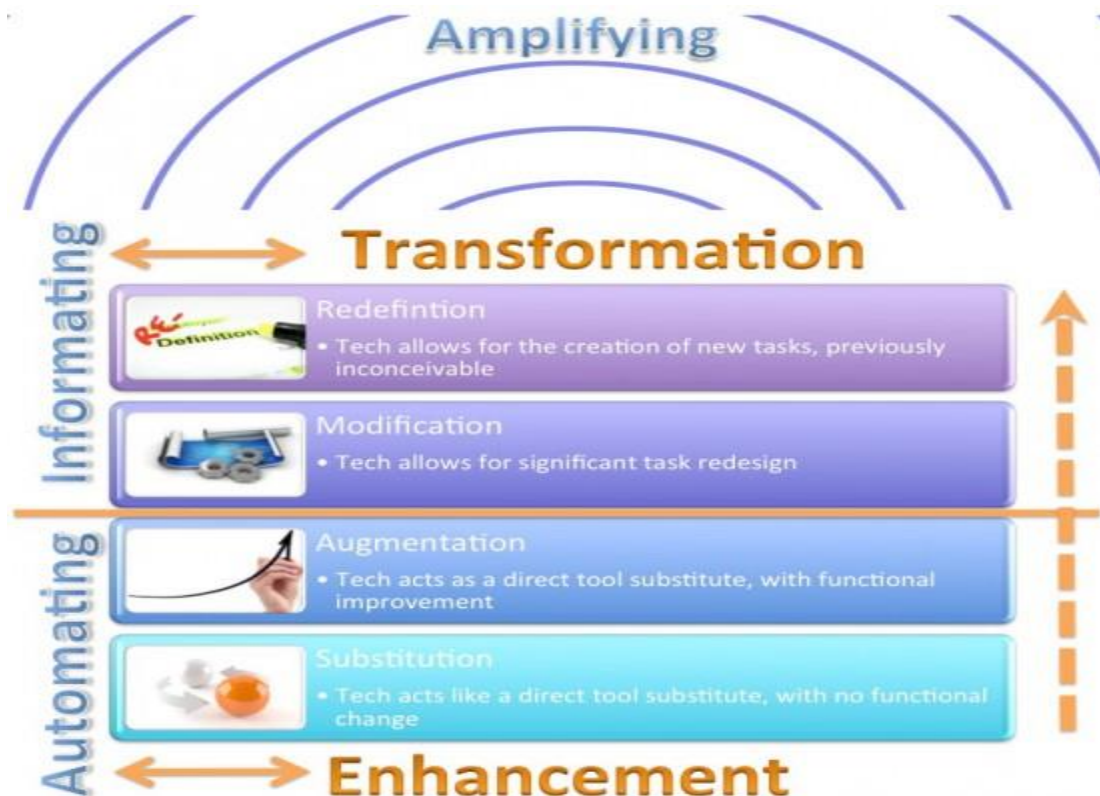 Amplifying
Informating
Transformation
RE-
Definition
Redefintion
• Tech allows for the creation of new tasks, previously
inconceivable
Modification
• Tech allows for significant task redesign
Automating
Augmentation
• Tech acts as a direct tool substitute, with functional
improvement
Substitution
• Tech acts like a direct tool substitute, with no functional
change
Enhancement